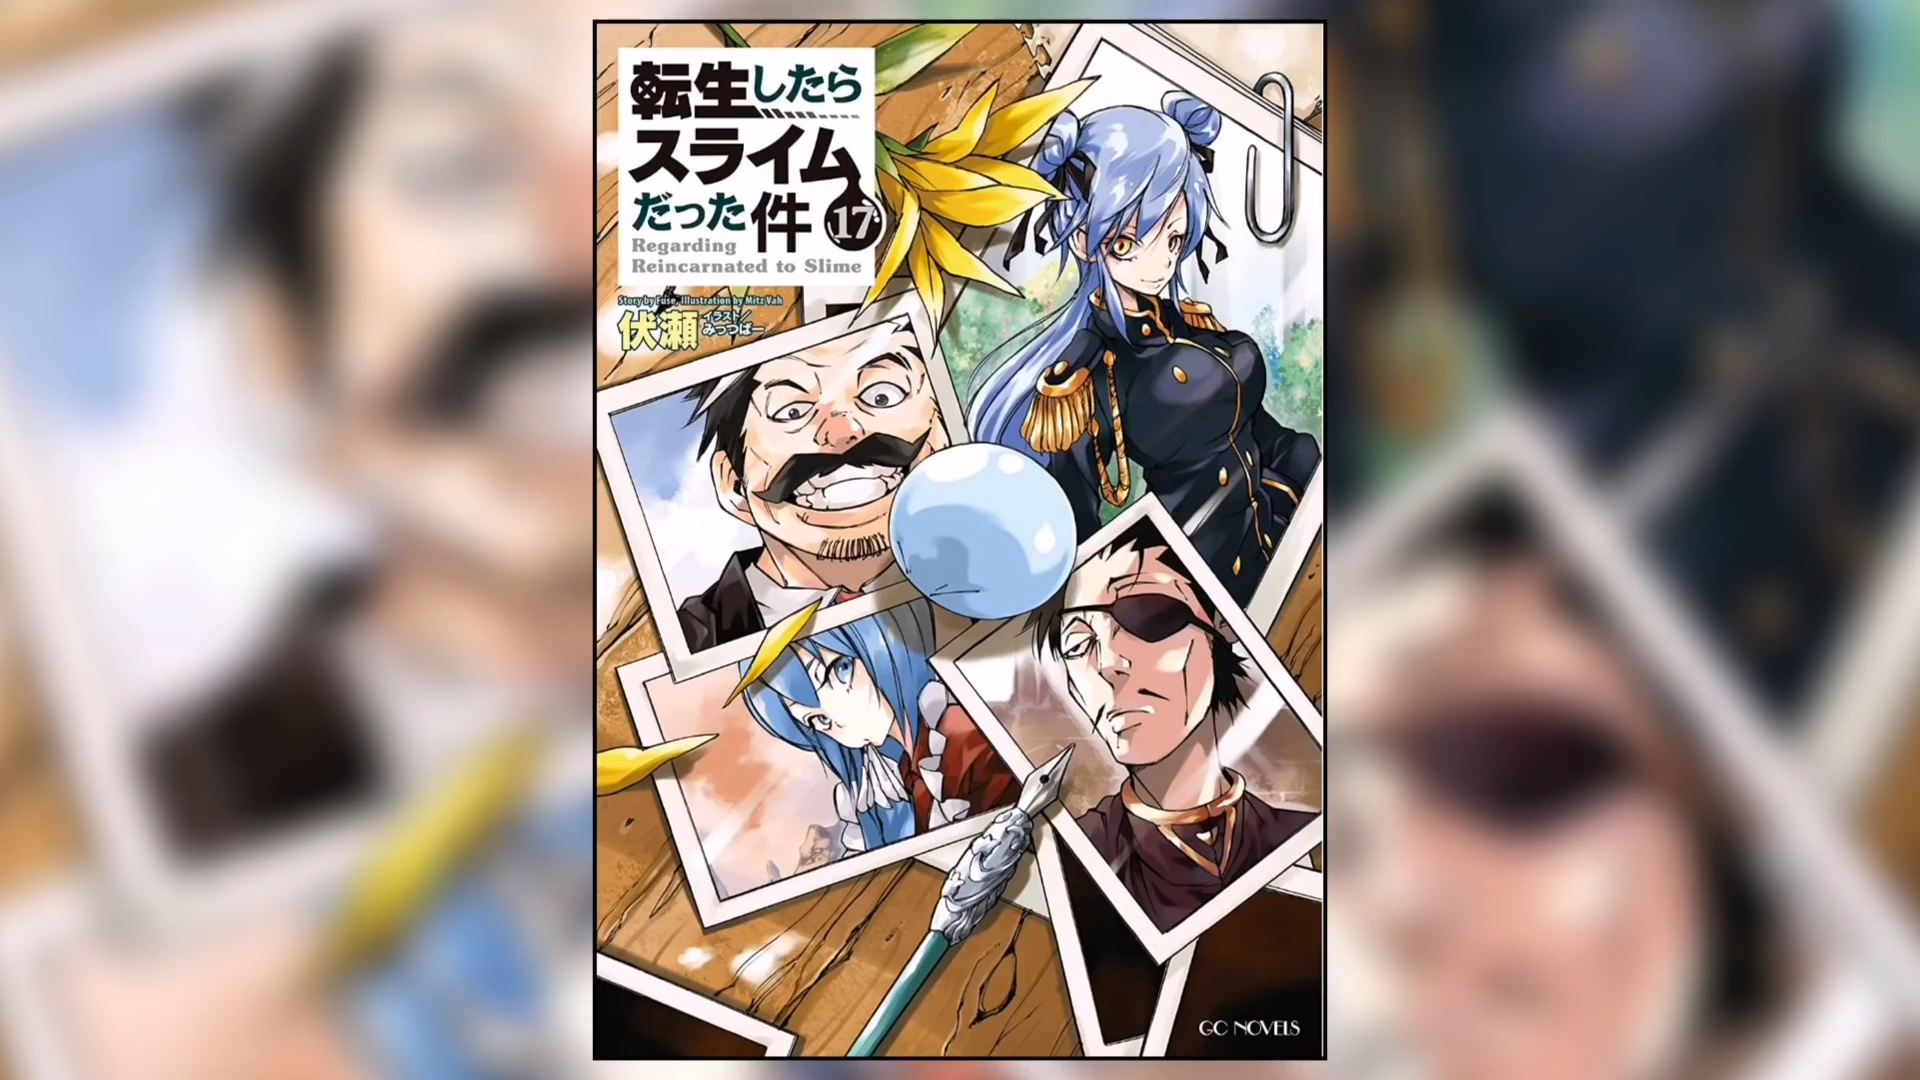 転生したら
スライム
だった件 17
Regarding
Reincarnated to Slime
Story by Fuse, Illustration by Mitz Vah
伏瀬 イラスト/
みっつばー
GC NOVELS